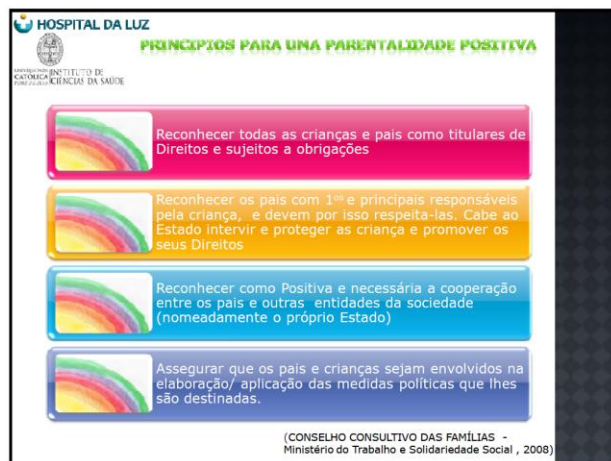 HOSPITAL DA LUZ
PRINCIPIOS PARA UMA PARENTALIDADE POSITIVA
CATÓLICA INSTITUTO DE
CIÊNCIAS DA SAÚDE
Reconhecer todas as crianças e pais como titulares de
Direitos e sujeitos a obrigações
Reconhecer os pais com 1ºs e principais responsáveis
pela criança,  e devem por isso respeita-las. Cabe ao
Estado intervir e proteger as criança e promover os
seus Direitos
Reconhecer como Positiva e necessária a cooperação
entre os pais e outras  entidades da sociedade
(nomeadamente o próprio Estado)
Assegurar que os pais e crianças sejam envolvidos na
elaboração/ aplicação das medidas políticas que lhes
são destinadas.
(CONSELHO CONSULTIVO DAS FAMÍLIAS  -
Ministério do Trabalho e Solidariedade Social , 2008)